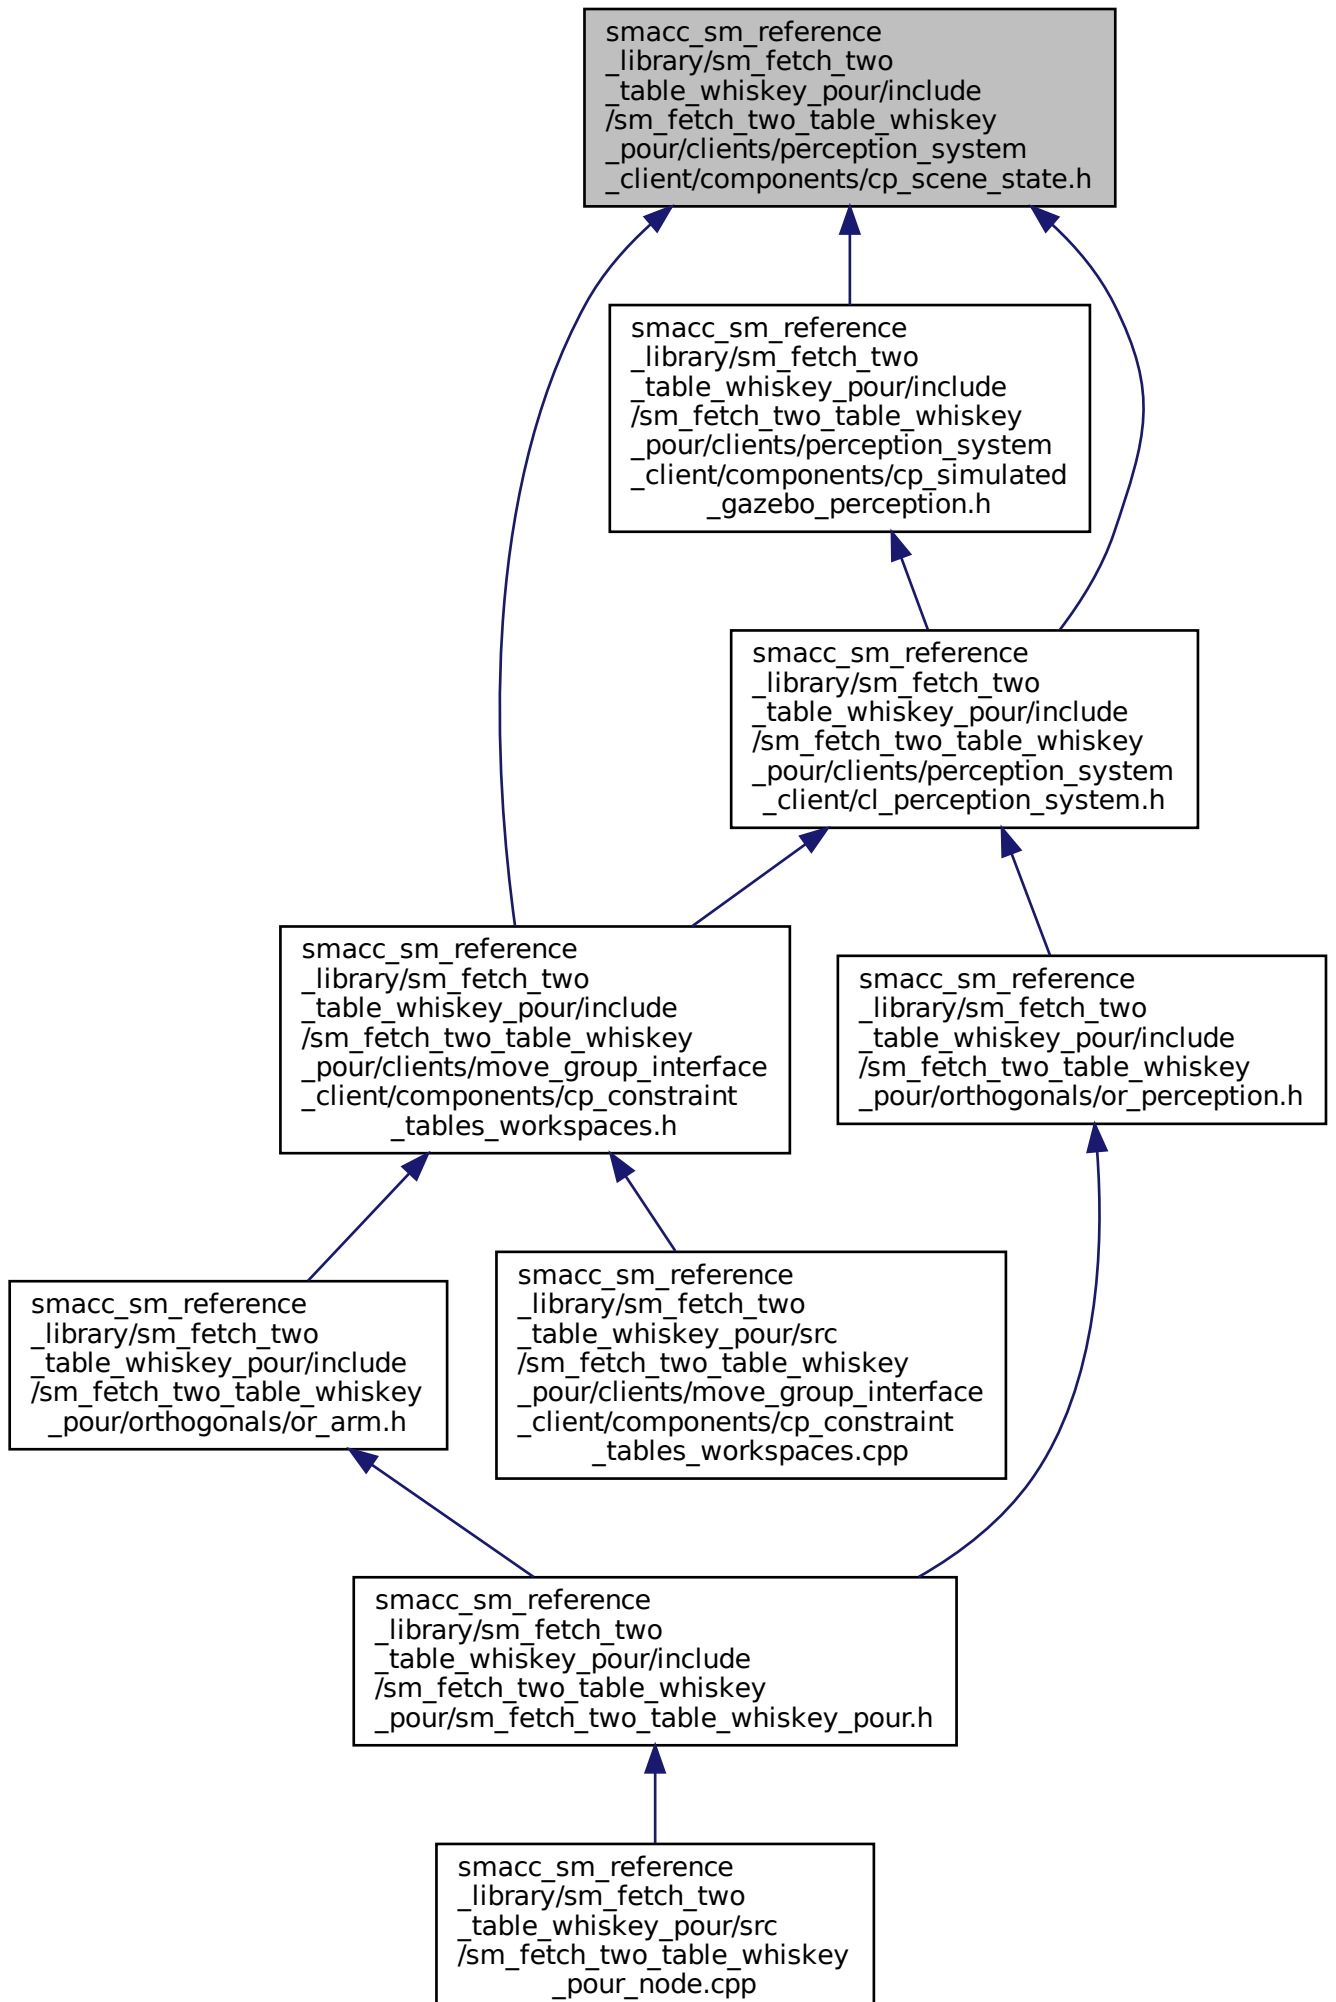 smacc_sm_reference
_library/sm_fetch_two
_table_whiskey_pour/include
/sm_fetch_two_table_whiskey
_pour/clients/perception_system
_client/components/cp_scene_state.h
smacc_sm_reference
_library/sm_fetch_two
_table_whiskey_pour/include
/sm_fetch_two_table_whiskey
_pour/clients/perception_system
_client/components/cp_simulated
_gazebo_perception.h
smacc_sm_reference
_library/sm_fetch_two
_table_whiskey_pour/include
/sm_fetch_two_table_whiskey
_pour/clients/perception_system
_client/cl_perception_system.h
smacc_sm_reference
_library/sm_fetch_two
_table_whiskey_pour/include
/sm_fetch_two_table_whiskey
_pour/clients/move_group_interface
_client/components/cp_constraint
_tables_workspaces.h
smacc_sm_reference
_library/sm_fetch_two
_table_whiskey_pour/include
/sm_fetch_two_table_whiskey
_pour/orthogonals/or_perception.h
smacc_sm_reference
_library/sm_fetch_two
_table_whiskey_pour/include
/sm_fetch_two_table_whiskey
_pour/orthogonals/or_arm.h
smacc_sm_reference
_library/sm_fetch_two
_table_whiskey_pour/src
/sm_fetch_two_table_whiskey
_pour/clients/move_group_interface
_client/components/cp_constraint
_tables_workspaces.cpp
smacc_sm_reference
_library/sm_fetch_two
_table_whiskey_pour/include
/sm_fetch_two_table_whiskey
_pour/sm_fetch_two_table_whiskey_pour.h
smacc_sm_reference
_library/sm_fetch_two
_table_whiskey_pour/src
/sm_fetch_two_table_whiskey
_pour_node.cpp